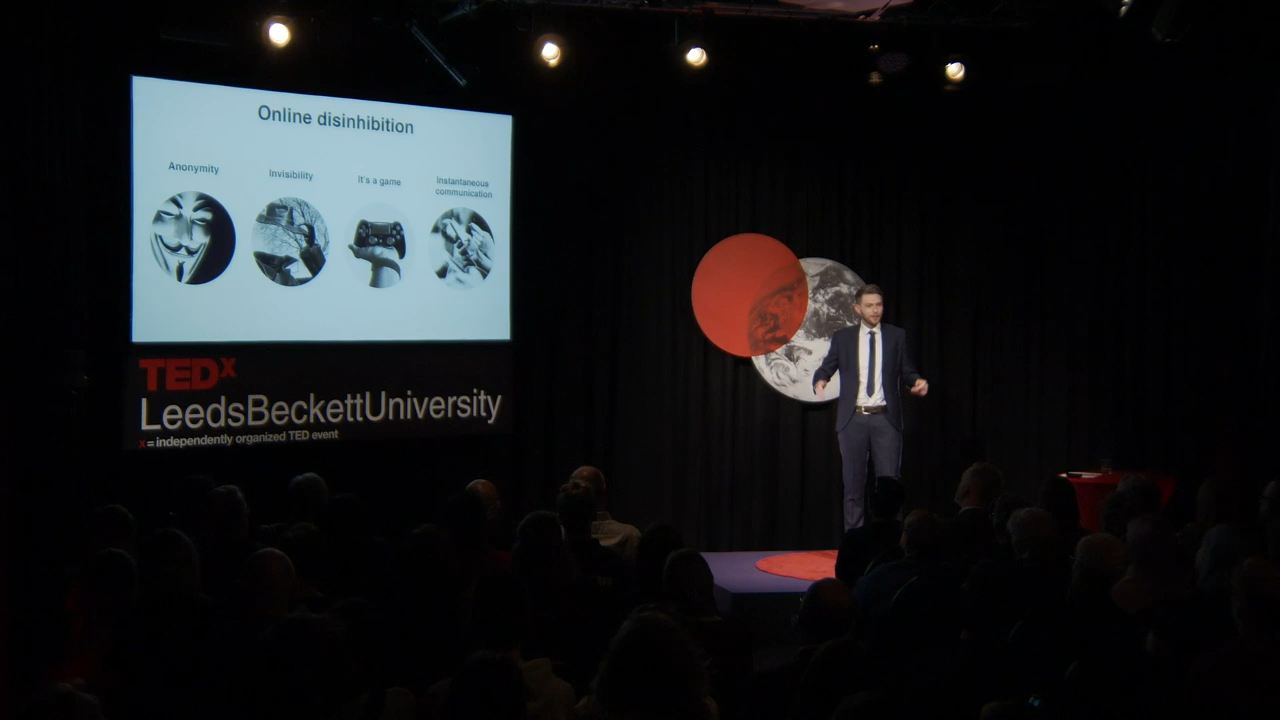 Online disinhibition
Anonymity
Invisibility
It's a game
Instantaneous
communication
TEDx
LeedsBeckettUniversity
x = independently organized TED event